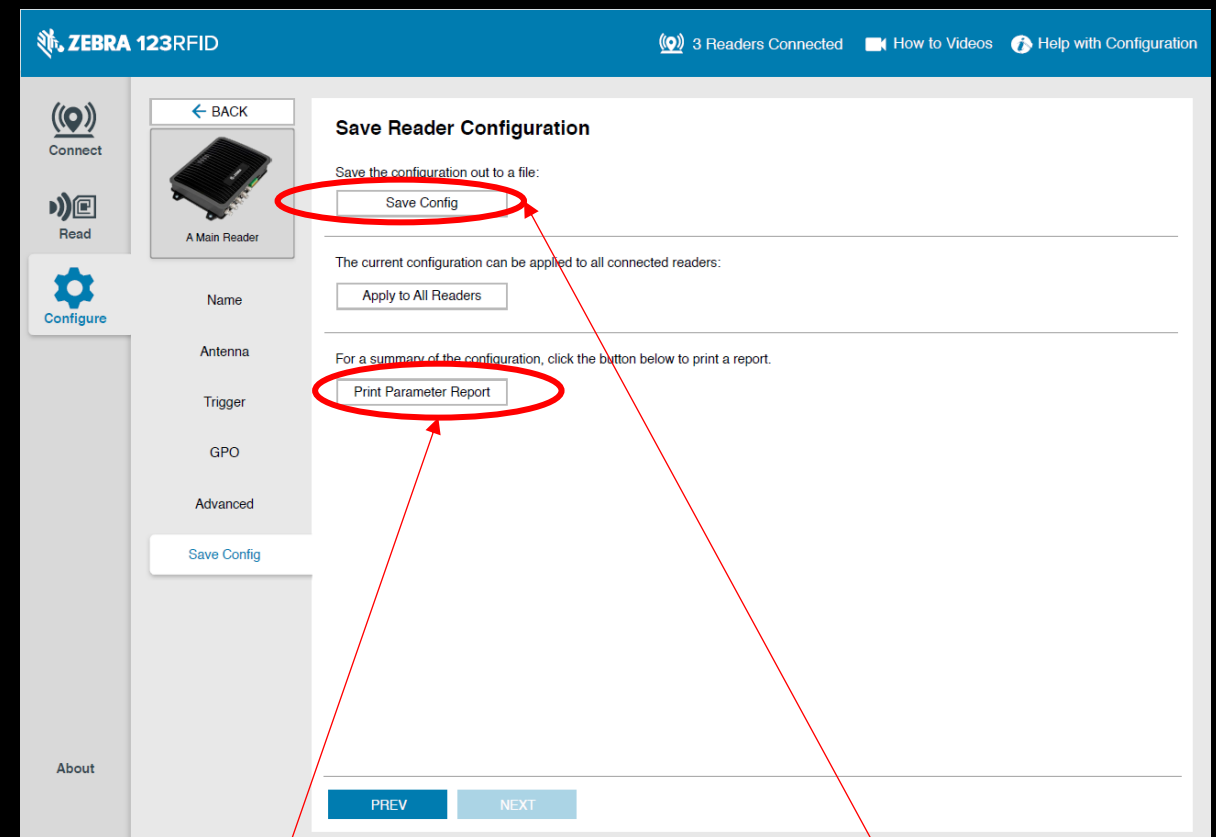 ZEBRA 123RFID
3 Readers Connected
How to Videos
Help with Configuration
Connect
Read
Configure
About
BACK
A Main Reader
Name
Antenna
Trigger
GPO
Advanced
Save Config
Save Reader Configuration
Save the configuration out to a file:
Save Config
The current configuration can be applied to all connected readers:
Apply to All Readers
For a summary of the configuration, click the button below to print a report.
Print Parameter Report
PREV
NEXT